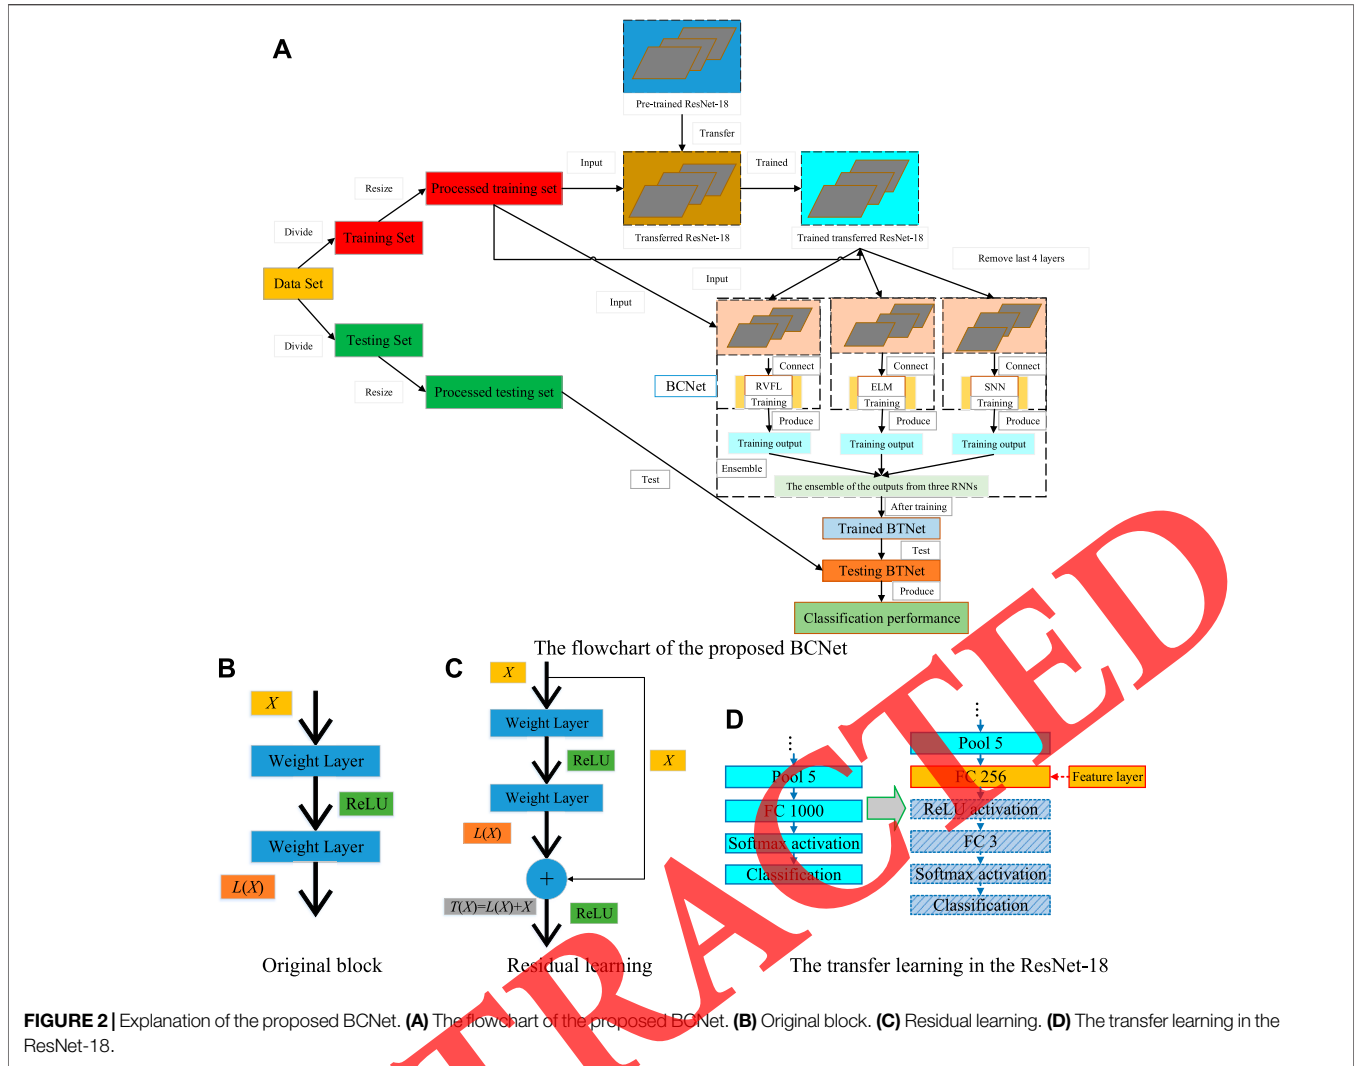 A
Pre-trained ResNet-18
Transfer
Input
Trained
Resize
Processed training set
Transferred ResNet-18
Trained transferred ResNet-18
Divide
Training Set
Remove last 4 layers
Data Set
Input
Input
Testing Set
Divide
Resize
Processed testing set
BCNet
Connect
Connect
Connect
RVFL
ELM
SNN
Training
Training
Training
Produce
Produce
Produce
Training output
Training output
Training output
Ensemble
Test
The ensemble of the outputs from three RNNs
After training
Trained BTNet
Test
Testing BTNet
Produce
Classification performance
The flowchart of the proposed BCNet
B
X
Weight Layer
ReLU
Weight Layer
L(X)
Original block
C
X
Weight Layer
ReLU
X
Weight Layer
L(X)
+
T(X)=L(X)+X
ReLU
Residual learning
D
Pool 5
FC 1000
Softmax activation
Classification
Pool 5
FC 256
Feature layer
ReLU activation
FC 3
Softmax activation
Classification
The transfer learning in the ResNet-18
FIGURE 2 | Explanation of the proposed BCNet. (A) The flowchart of the proposed BCNet. (B) Original block. (C) Residual learning. (D) The transfer learning in the
ResNet-18.
TRACTED